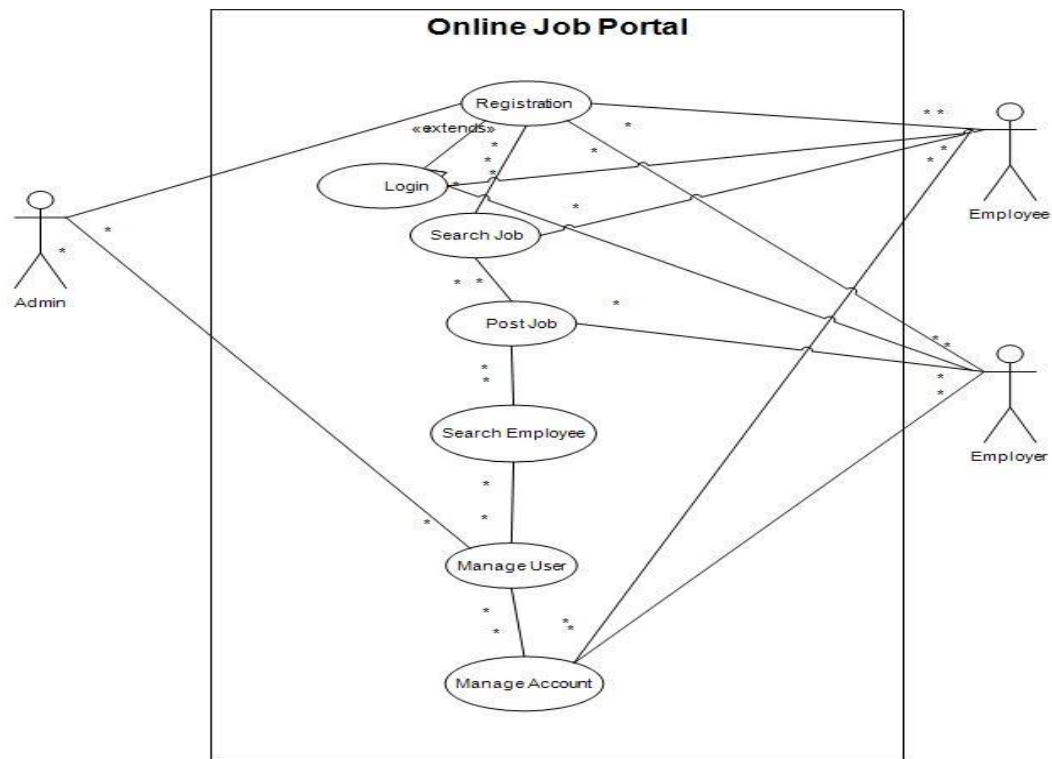 Online Job Portal
Registration
* *
*
«extends»
*
*
*
*
*
*
*
Login
*
Employee
Search Job
*
*
*
Admin
* *
*
Post Job
* *
*
*
*
*
Search Employee
Employer
*
*
*
Manage User
*
*
*
*
Manage Account